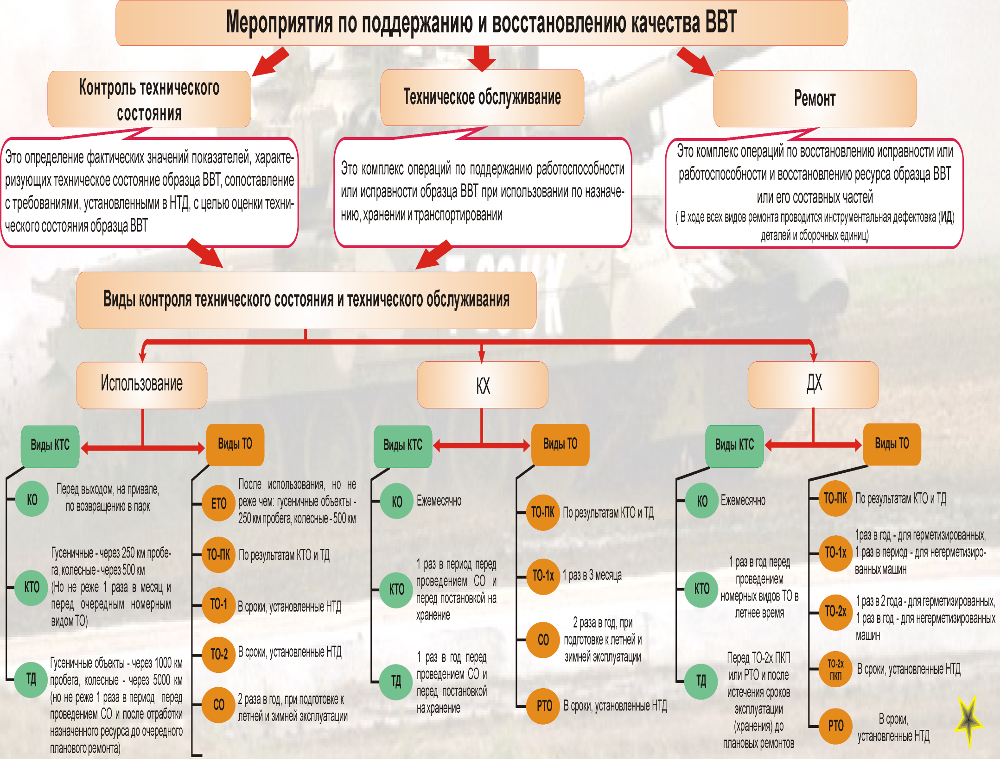 Мероприятия по поддержанию и восстановлению качества ВВТ
Контроль технического
состояния
Техническое обслуживание
Ремонт
Это определение фактических значений показателей, характе-
ризующих техническое состояние образца ВВТ, сопоставление
с требованиями, установленными в НТД, с целью оценки техни-
ческого состояния образца ВВТ
Это комплекс операций по поддержанию работоспособности
или исправности образца ВВТ при использовании по назначе-
нию, хранении и транспортировании
Это комплекс операций по восстановлению исправности или
работоспособности и восстановлению ресурса образца ВВТ
или его составных частей
( В ходе всех видов ремонта проводится инструментальная дефектовка (ИД)
деталей и сборочных единиц)
Виды контроля технического состояния и технического обслуживания
Использование
КХ
ДХ
Виды КТС
Виды ТО
Виды КТС
Виды ТО
Виды КТС
Виды ТО
КО
Перед выходом, на привале,
по возвращению в парк
КТО
Гусеничные - через 250 км пробе-
га, колесные - через 500 км
(Но не реже 1 раза в месяц и
перед очередным номерным
видом ТО)
ТД
Гусеничные объекты - через 1000 км
пробега, колесные - через 5000 км
(но не реже 1 раза в период перед
проведением СО и после отработки
назначенного ресурса до очередного
планового ремонта)
ЕТО
После использования, но не
реже чем: гусеничные объекты -
250 км пробега, колесные - 500 км
ТО-ПК
По результатам КТО и ТД
ТО-1
В сроки, установленные НТД
ТО-2
В сроки, установленные НТД
СО
2 раза в год, при подготовке к
летней и зимней эксплуатации
КО
Ежемесячно
КТО
1 раз в период перед
проведением СО и
перед постановкой на
хранение
ТД
1 раз в год перед
проведением СО и
перед постановкой
на хранение
ТО-ПК
По результатам КТО и ТД
ТО-1х
1 раз в 3 месяца
СО
2 раза в год, при
подготовке к летней и
зимней эксплуатации
РТО
В сроки, установленные НТД
КО
Ежемесячно
КТО
1 раз в год перед
проведением
номерных видов ТО в
летнее время
ТД
Перед ТО-2х ПКП
или РТО и после
истечения сроков
эксплуатации
(хранения) до
плановых ремонтов
ТО-ПК
По результатам КТО и ТД
ТО-1х
1раз в год - для герметизированных,
1 раз в период - для негерметизиро-
ванных машин
ТО-2х
1 раз в 2 года - для герметизированных,
1 раз в год - для негерметизированных
машин
ТО-2х
ПКП
В сроки, установленные НТД
РТО
В сроки,
установленные НТД